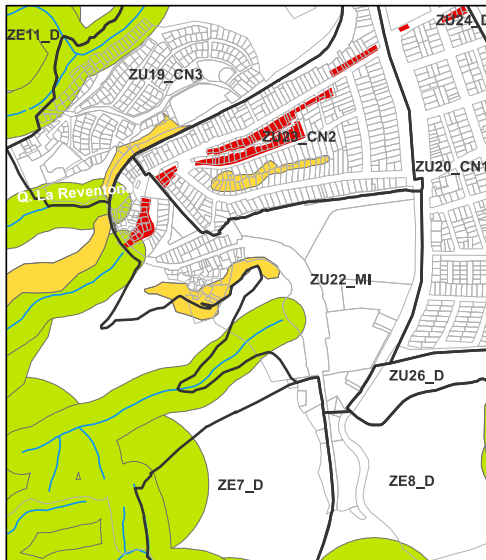 ZE11_D
ZU24_D
ZU19_CN3
ZU20_CN1
Q. La Reventon
ZU22_MI
ZU26_D
ZE7_D
ZE8_D